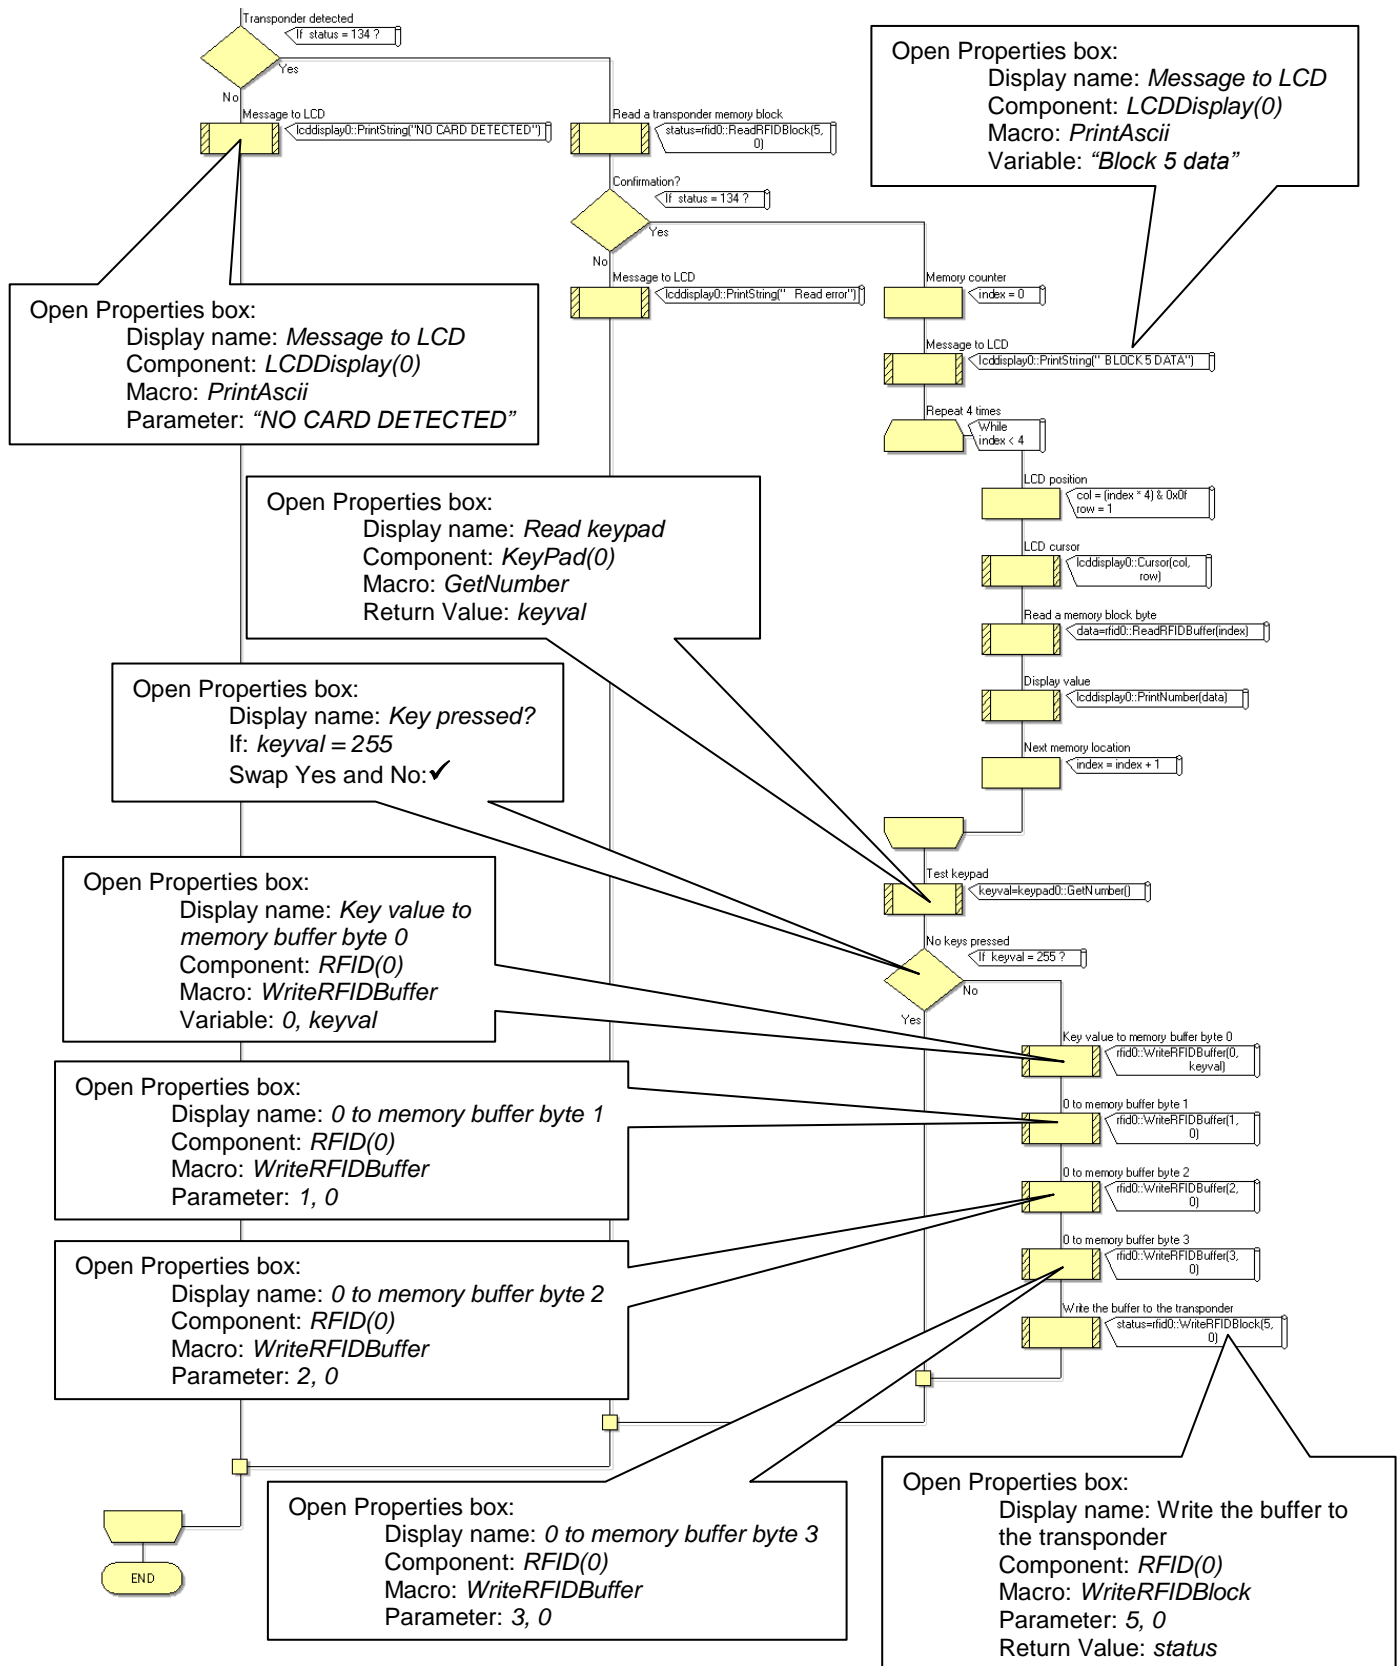 Transponder detected
If status = 134 ?
Yes
No
Message to LCD
lcddisplay0::PrintString("NO CARD DETECTED")
Read a transponder memory block
status=rfid0::ReadRFIDBlock(5,
0)
Confirmation?
If status = 134 ?
Yes
No
Message to LCD
lcddisplay0::PrintString("   Read error")
Memory counter
index = 0
Message to LCD
lcddisplay0::PrintString(" BLOCK 5 DATA")
Repeat 4 times
While
index < 4
LCD position
col = (index * 4) & 0x0f
row = 1
LCD cursor
lcddisplay0::Cursor(col,
row)
Read a memory block byte
data=rfid0::ReadRFIDBuffer(index)
Display value
lcddisplay0::PrintNumber(data)
Next memory location
index = index + 1
Test keypad
keyval=keypad0::GetNumber()
No keys pressed
If keyval = 255 ?
No
Yes
Key value to memory buffer byte 0
rfid0::WriteRFIDBuffer(0,
keyval)
0 to memory buffer byte 1
rfid0::WriteRFIDBuffer(1,
0)
0 to memory buffer byte 2
rfid0::WriteRFIDBuffer(2,
0)
0 to memory buffer byte 3
rfid0::WriteRFIDBuffer(3,
0)
Write the buffer to the transponder
status=rfid0::WriteRFIDBlock(5,
0)
END
Open Properties box:
Display name: Message to LCD
Component: LCDDisplay(0)
Macro: PrintAscii
Variable: “Block 5 data”
Open Properties box:
Display name: Message to LCD
Component: LCDDisplay(0)
Macro: PrintAscii
Parameter: “NO CARD DETECTED”
Open Properties box:
Display name: Read keypad
Component: KeyPad(0)
Macro: GetNumber
Return Value: keyval
Open Properties box:
Display name: Key pressed?
If: keyval = 255
Swap Yes and No:✓
Open Properties box:
Display name: Key value to
memory buffer byte 0
Component: RFID(0)
Macro: WriteRFIDBuffer
Variable: 0, keyval
Open Properties box:
Display name: 0 to memory buffer byte 1
Component: RFID(0)
Macro: WriteRFIDBuffer
Parameter: 1, 0
Open Properties box:
Display name: 0 to memory buffer byte 2
Component: RFID(0)
Macro: WriteRFIDBuffer
Parameter: 2, 0
Open Properties box:
Display name: 0 to memory buffer byte 3
Component: RFID(0)
Macro: WriteRFIDBuffer
Parameter: 3, 0
Open Properties box:
Display name: Write the buffer to
the transponder
Component: RFID(0)
Macro: WriteRFIDBlock
Parameter: 5, 0
Return Value: status